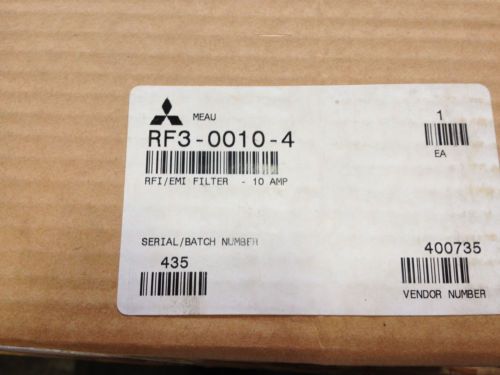 MEAU
1
RF3-0010-4
EA
RFI/EMI FILTER - 10 AMP
SERIAL/BATCH NUMBER
400735
435
VENDOR NUMBER